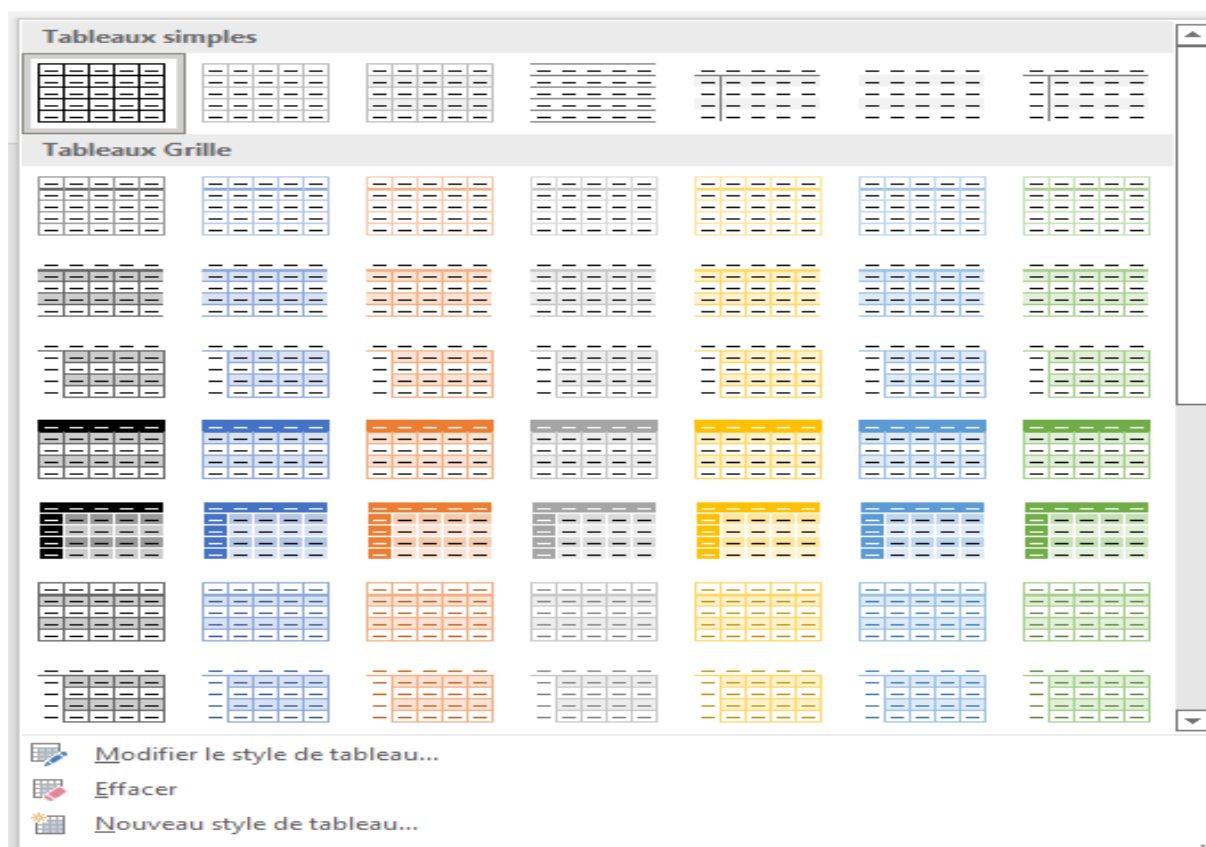 Tableaux simples
Tableaux Grille
Modifier le style de tableau...
Effacer
Nouveau style de tableau...